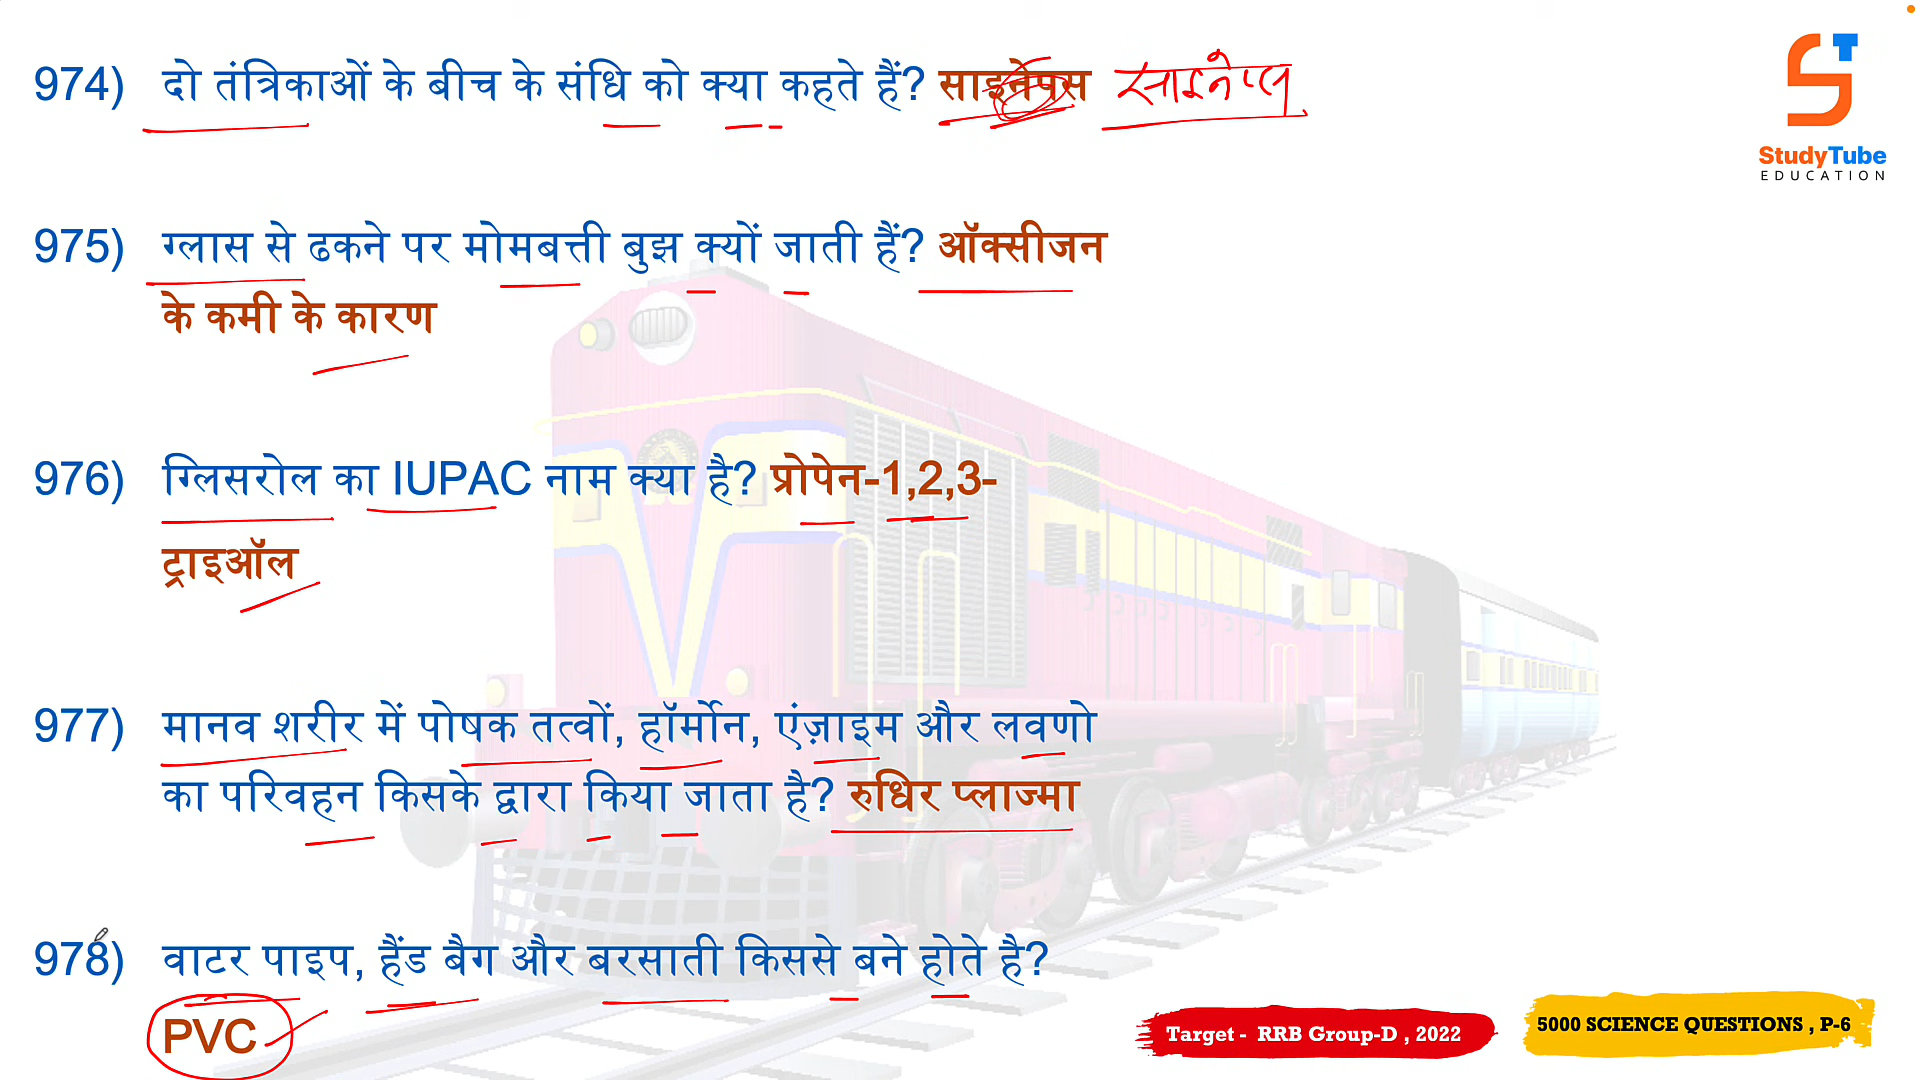 974) दो तंत्रिकाओं के बीच के संधि को क्या कहते हैं? साइनेपस साइनेप्स
975) ग्लास से ढकने पर मोमबत्ती बुझ क्यों जाती हैं? ऑक्सीजन
के कमी के कारण
976) ग्लिसरोल का IUPAC नाम क्या है? प्रोपेन-1,2,3-
ट्राइऑल
977) मानव शरीर में पोषक तत्वों, हॉर्मोन, एंज़ाइम और लवणो
का परिवहन किसके द्वारा किया जाता है? रुधिर प्लाज्मा
978) वाटर पाइप, हैंड बैग और बरसाती किससे बने होते है?
PVC
StudyTube
EDUCATION
Target - RRB Group-D , 2022
5000 SCIENCE QUESTIONS , P-6